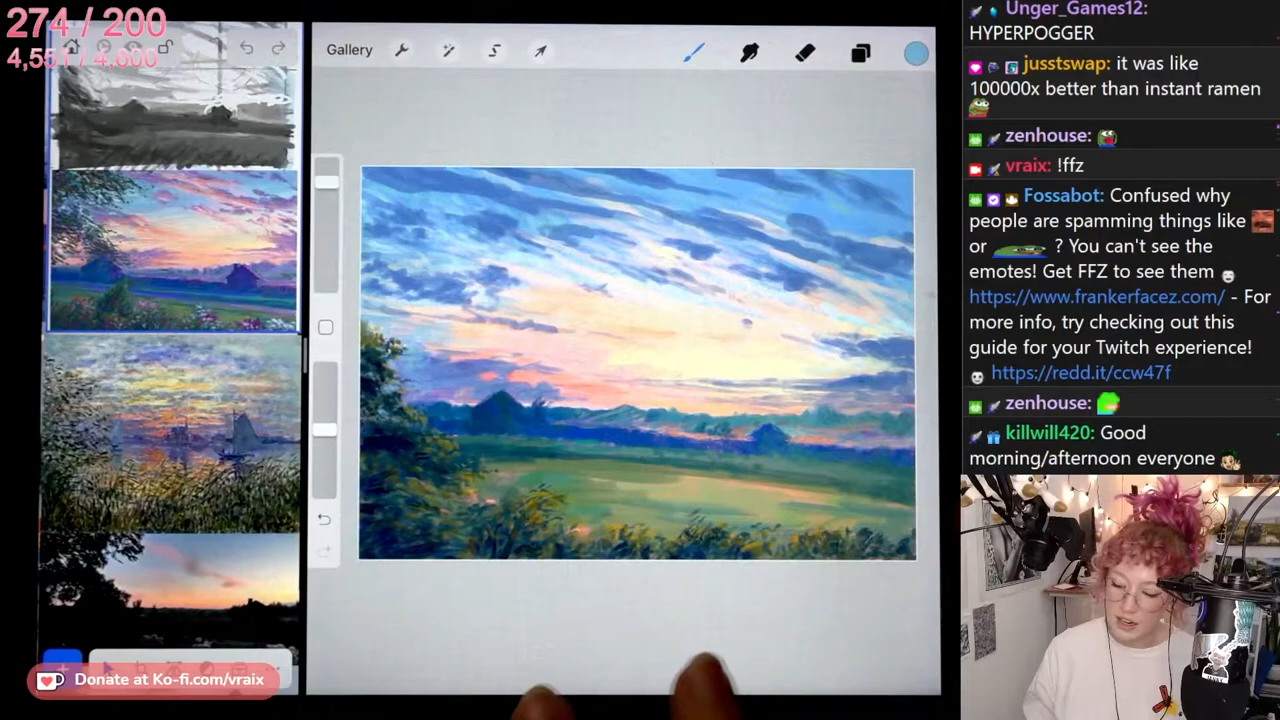 274 / 200
4,551 / 4,600
Gallery
Donate at Ko-fi.com/vraix
Unger_Games12:
HYPERPOGGER
jusstswap: it was like
100000x better than instant ramen
zenhouse:
vraix: !ffz
Fossabot: Confused why
people are spamming things like
or ? You can't see the
emotes! Get FFZ to see them
https://www.frankerfacez.com/ - For
more info, try checking out this
guide for your Twitch experience!
https://redd.it/ccw47f
zenhouse:
killwill420: Good
morning/afternoon everyone